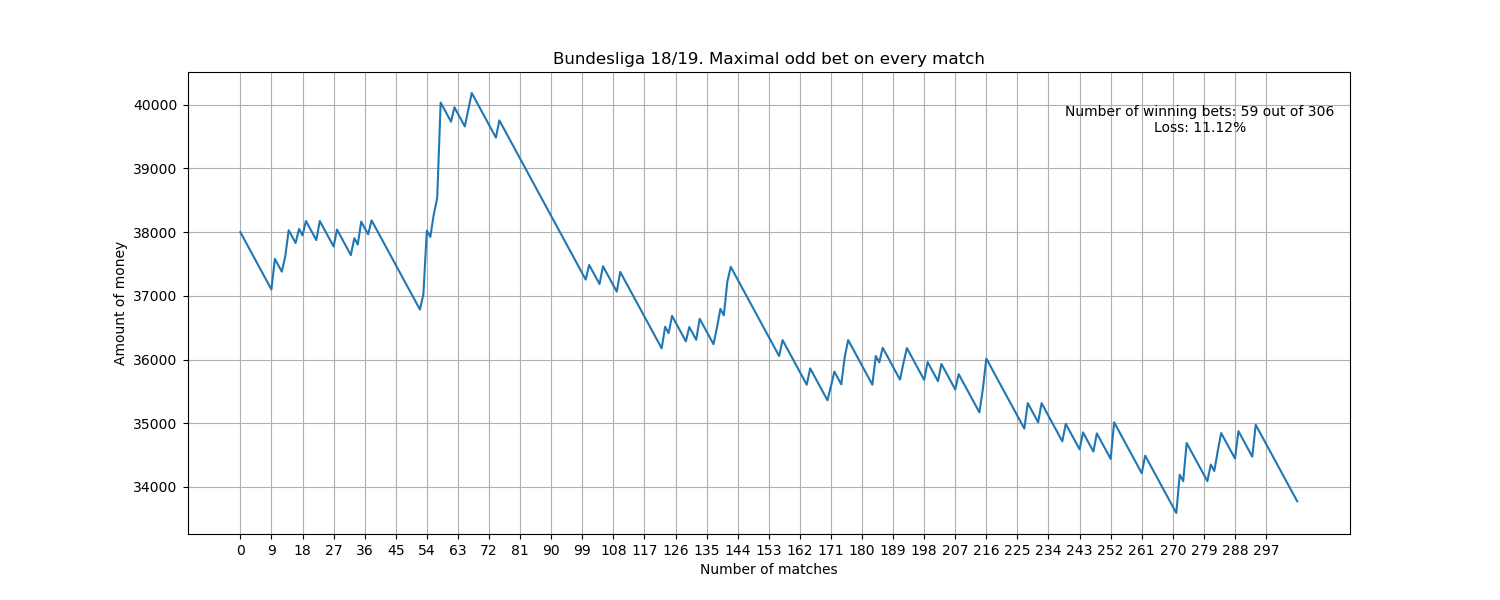 Bundesliga 18/19. Maximal odd bet on every match
Number of winning bets: 59 out of 306
Loss: 11.12%
Amount of money
40000
39000
38000
37000
36000
35000
34000
0 9 18 27 36 45 54 63 72 81 90 99 108 117 126 135 144 153 162 171 180 189 198 207 216 225 234 243 252 261 270 279 288 297
Number of matches